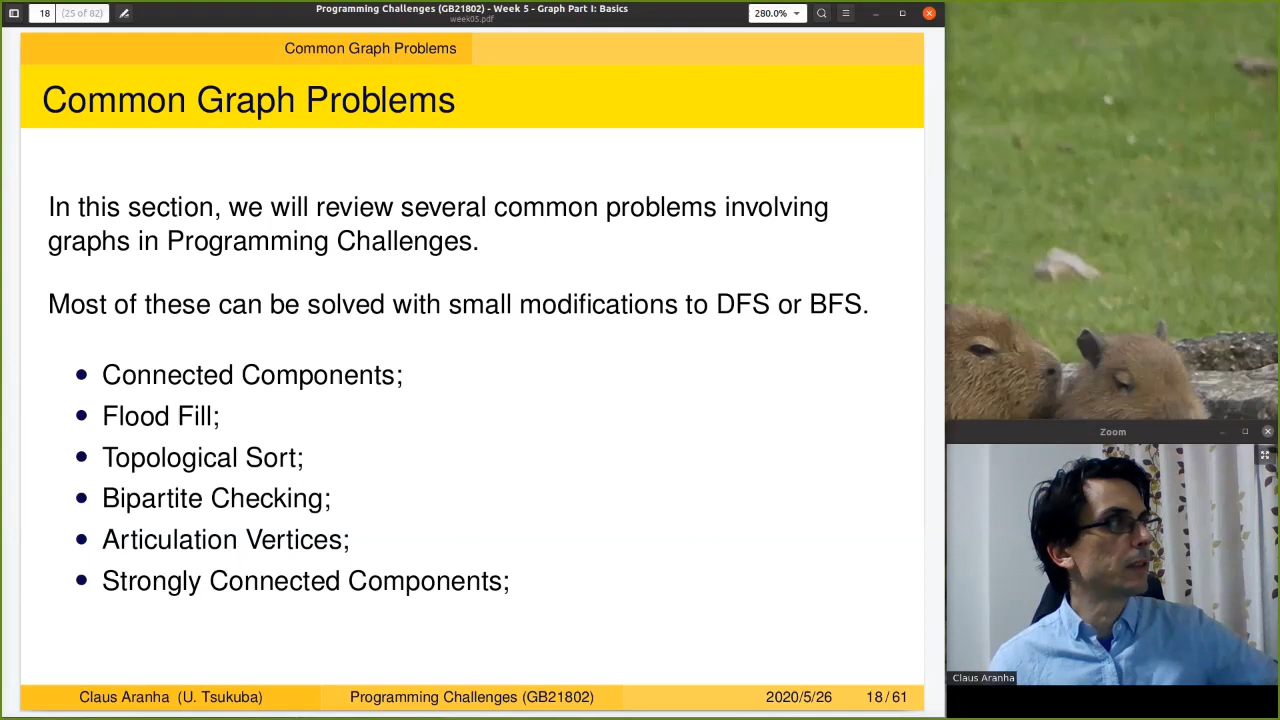 18 (25 of 82)
Programming Challenges (GB21802) - Week 5 - Graph Part I: Basics
week05.pdf
280.0%
Common Graph Problems
Common Graph Problems
In this section, we will review several common problems involving
graphs in Programming Challenges.
Most of these can be solved with small modifications to DFS or BFS.
• Connected Components;
• Flood Fill;
• Topological Sort;
• Bipartite Checking;
• Articulation Vertices;
• Strongly Connected Components;
Claus Aranha (U. Tsukuba) Programming Challenges (GB21802) 2020/5/26 18 / 61
Zoom
Claus Aranha